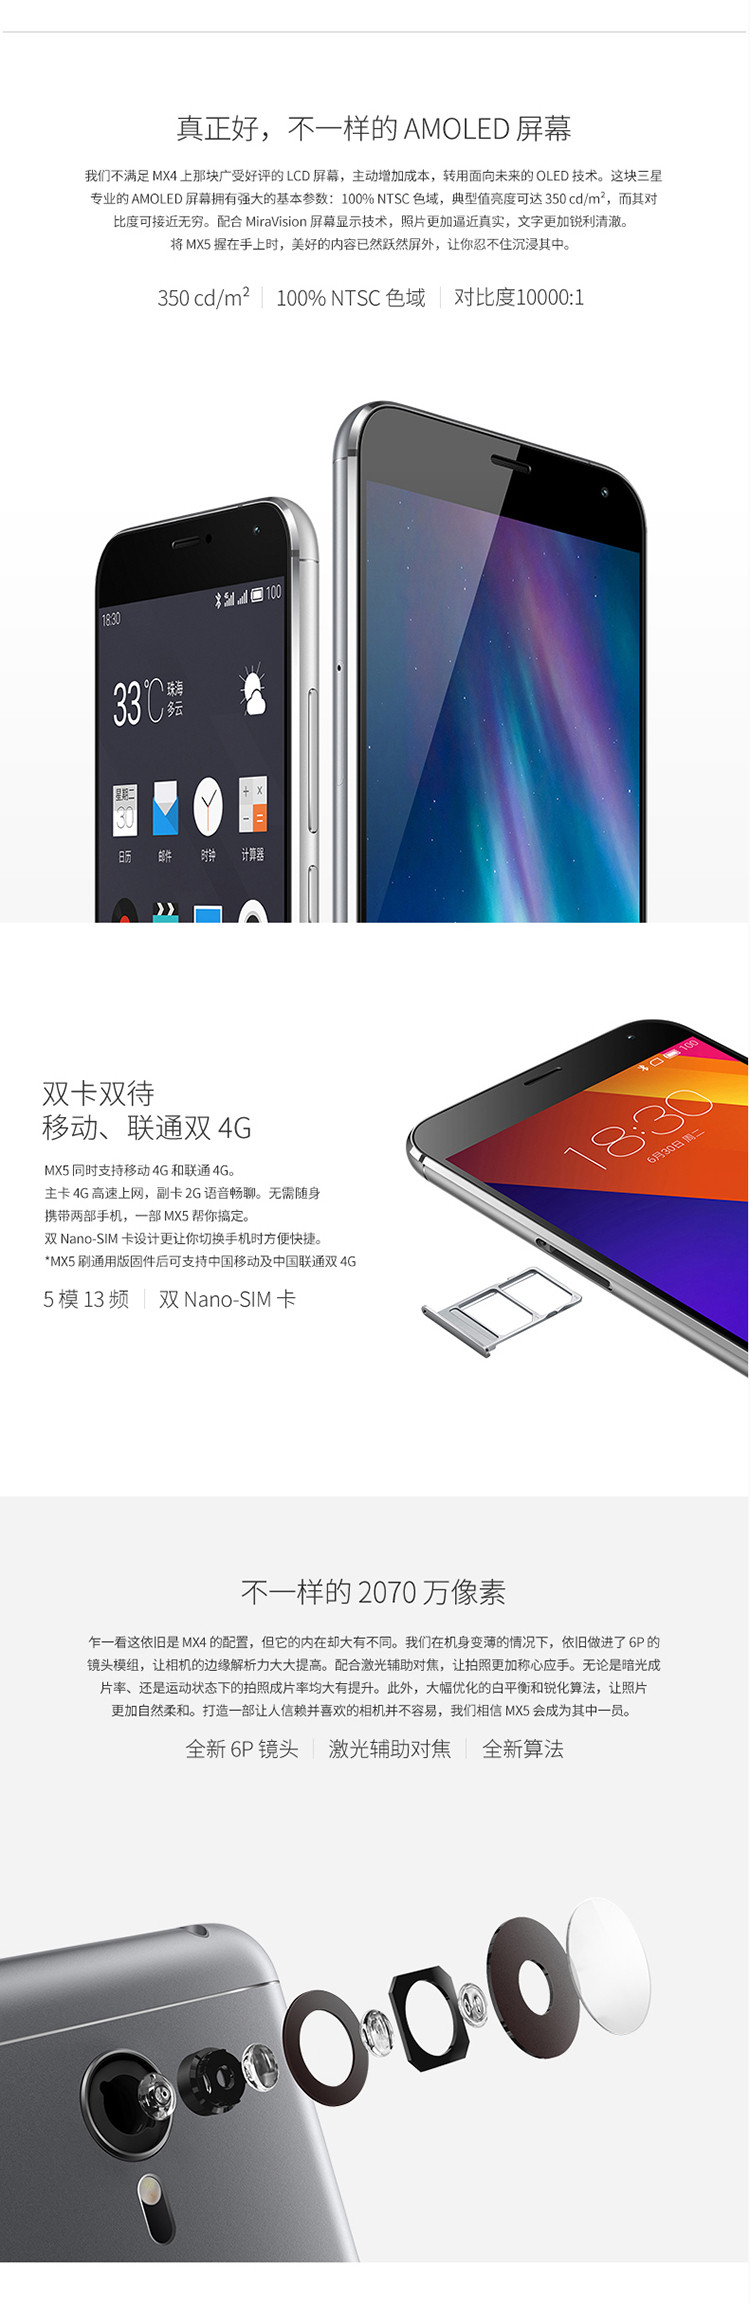 真正好，不一样的 AMOLED 屏幕
我们不满足 MX4 上那块广受好评的 LCD 屏幕，主动增加成本，转用面向未来的 OLED 技术。这块三星
专业的 AMOLED 屏幕拥有强大的基本参数：100% NTSC 色域，典型值亮度可达 350 cd/m²，而其对
比度可接近无穷。配合 MiraVision 屏幕显示技术，照片更加逼近真实，文字更加锐利清澈。
将 MX5 握在手上时，美好的内容已然跃然屏外，让你忍不住沉浸其中。
350 cd/m² | 100% NTSC 色域 | 对比度10000:1
18:30
100
33℃
珠海
多云
星期二
30
日历 邮件 时钟 计算器
双卡双待
移动、联通双 4G
MX5 同时支持移动 4G 和联通 4G。
主卡 4G 高速上网，副卡 2G 语音畅聊。无需随身
携带两部手机，一部 MX5 帮你搞定。
双 Nano-SIM 卡设计更让你切换手机时方便快捷。
*MX5 刷通用版固件后可支持中国移动及中国联通双 4G
5 模 13 频 | 双 Nano-SIM 卡
100
18:30
6月30日 周二
不一样的 2070 万像素
乍一看这依旧是 MX4 的配置，但它的内在却大有不同。我们在机身变薄的情况下，依旧做进了 6P 的
镜头模组，让相机的边缘解析力大大提高。配合激光辅助对焦，让拍照更加称心应手。无论是暗光成
片率、还是运动状态下的拍照成片率均大有提升。此外，大幅优化的白平衡和锐化算法，让照片
更加自然柔和。打造一部让人信赖并喜欢的相机并不容易，我们相信 MX5 会成为其中一员。
全新 6P 镜头 | 激光辅助对焦 | 全新算法